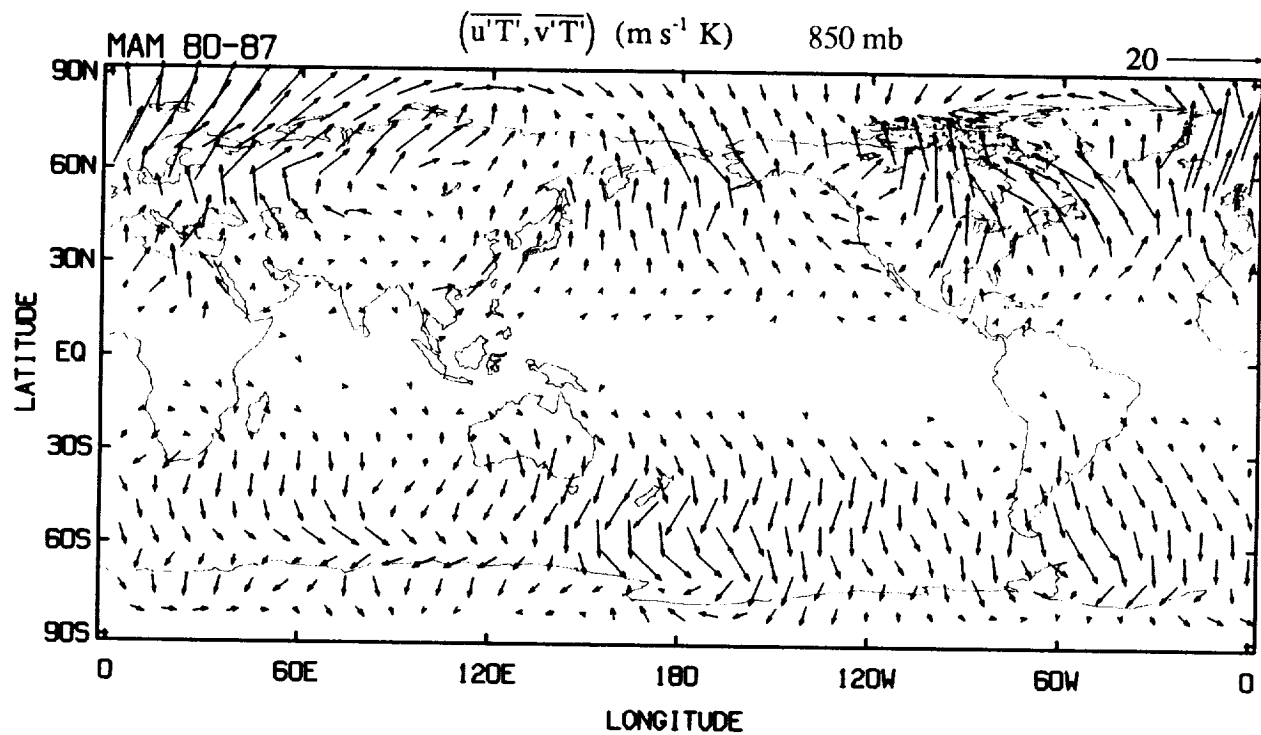 (u'T', v'T') (m s⁻¹ K) 850 mb
MAM 80-87
20
90N
60N
30N
EQ
30S
60S
90S
LATITUDE
0 60E 120E 180 120W 60W 0
LONGITUDE